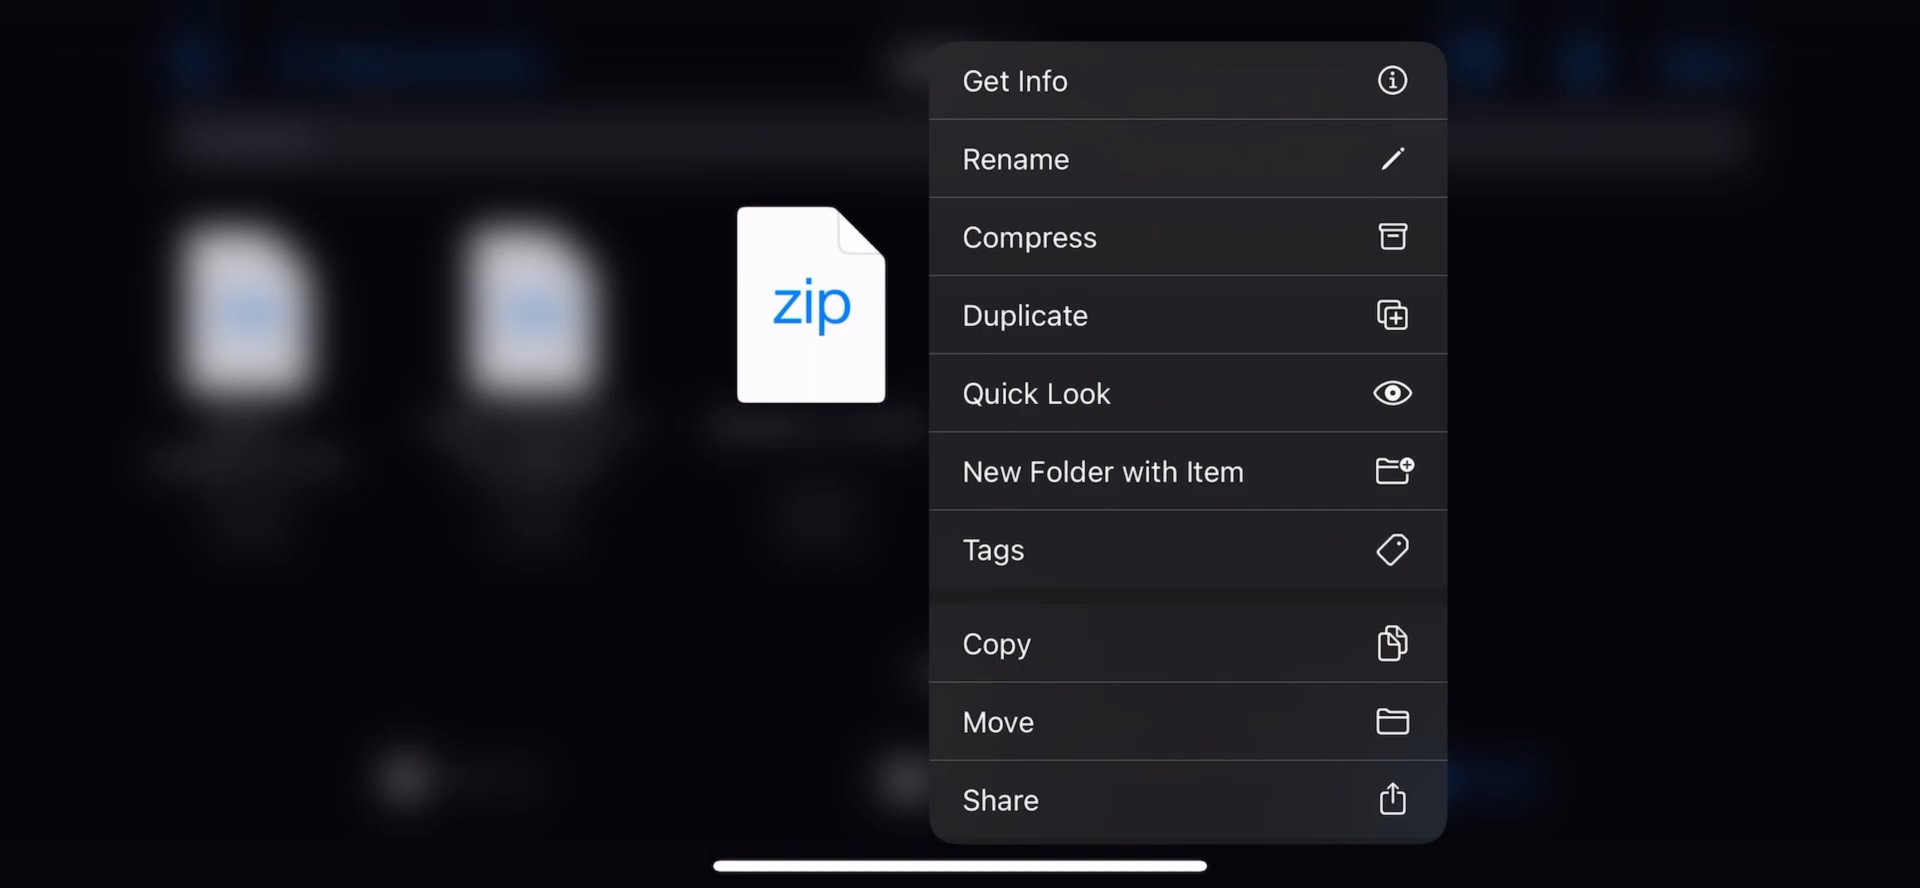 zip
Get Info
Rename
Compress
Duplicate
Quick Look
New Folder with Item
Tags
Copy
Move
Share